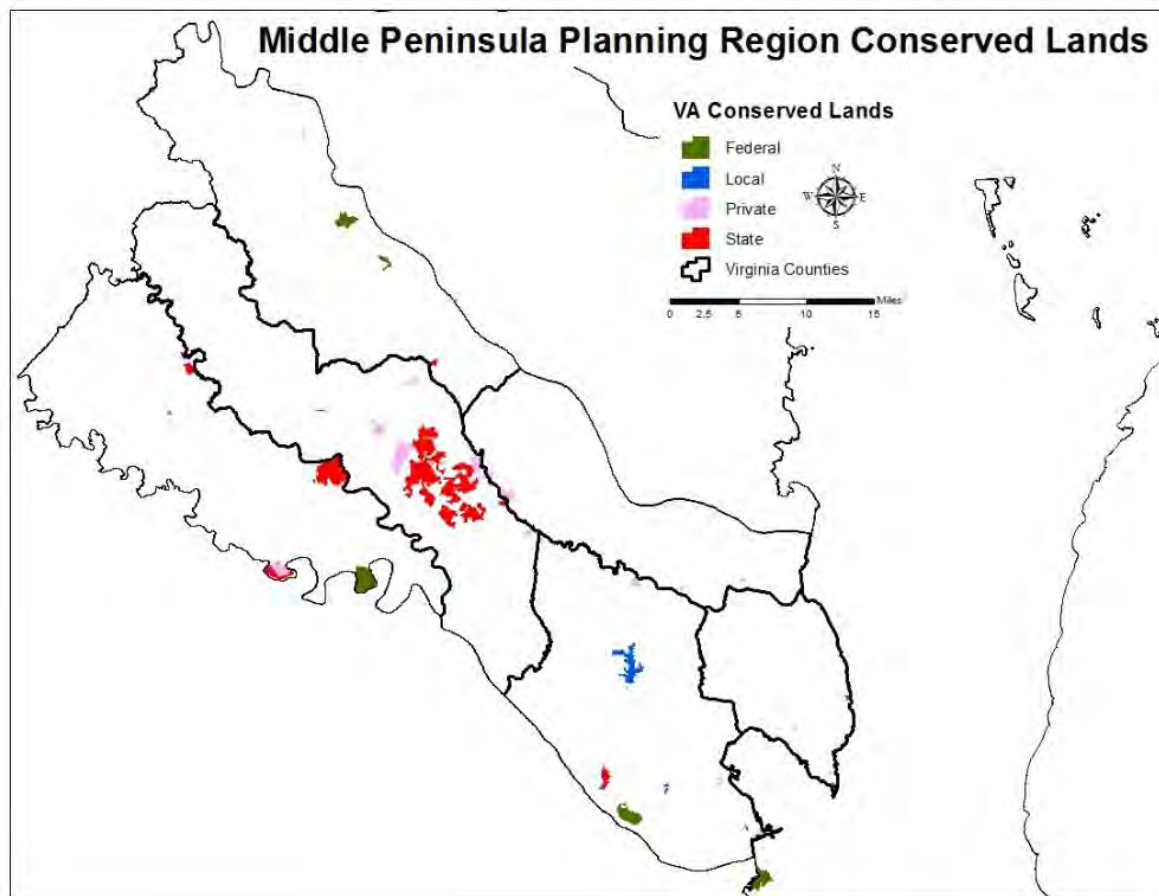 Middle Peninsula Planning Region Conserved Lands
VA Conserved Lands
Federal
Local
Private
State
Virginia Counties
N
W E
S
Miles
0 2.5 5 10 15